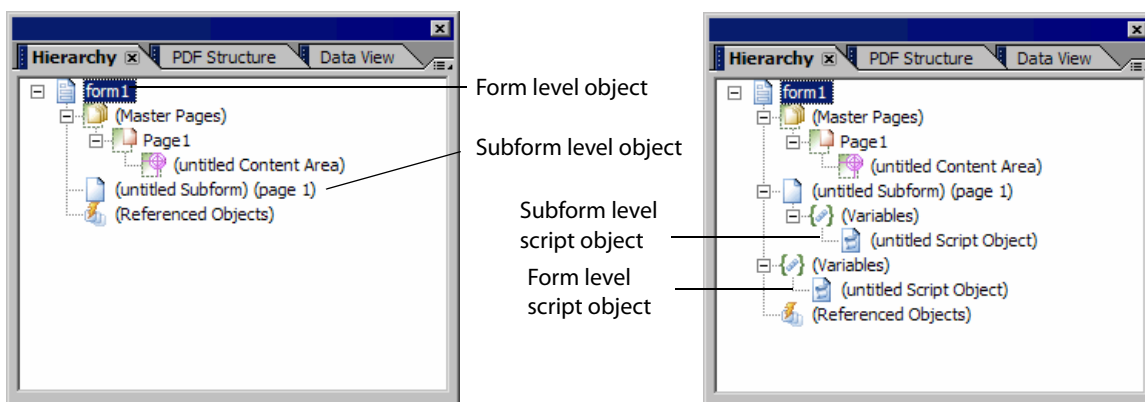 Hierarchy
PDF Structure
Data View
form1
(Master Pages)
Page1
(untitled Content Area)
(untitled Subform) (page 1)
(Referenced Objects)
Form level object
Subform level object
Subform level
script object
Form level
script object
Hierarchy
PDF Structure
Data View
form1
(Master Pages)
Page1
(untitled Content Area)
(untitled Subform) (page 1)
(Variables)
(untitled Script Object)
(Variables)
(untitled Script Object)
(Referenced Objects)